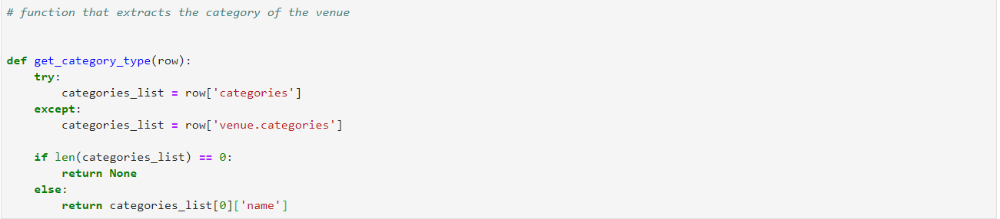 # function that extracts the category of the venue
def get_category_type(row):
    try:
        categories_list = row['categories']
    except:
        categories_list = row['venue.categories']
    if len(categories_list) == 0:
        return None
    else:
        return categories_list[0]['name']